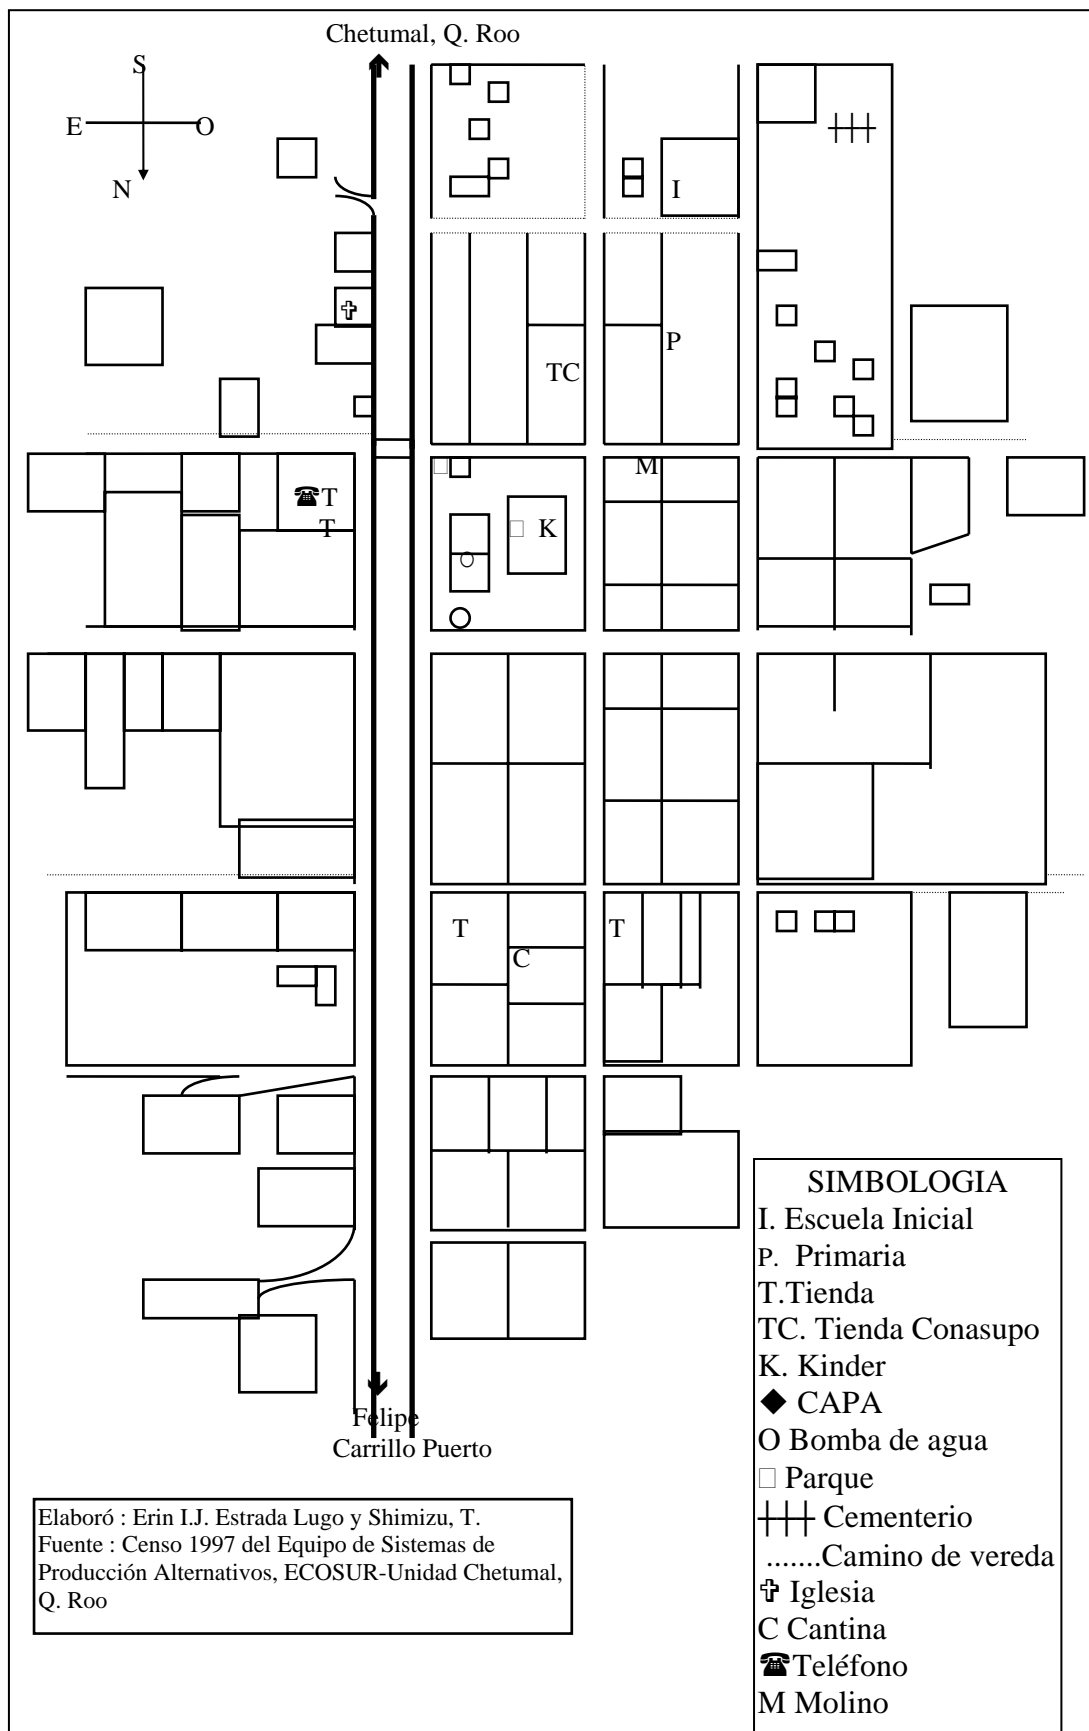 Chetumal, Q. Roo
S
E O
N
I
P
TC
M
☎T
T
□ K
O
T T
C
Felipe
Carrillo Puerto
SIMBOLOGIA
I. Escuela Inicial
P. Primaria
T.Tienda
TC. Tienda Conasupo
K. Kinder
◆ CAPA
O Bomba de agua
□ Parque
┼┼┼ Cementerio
.......Camino de vereda
✞ Iglesia
C Cantina
☎Teléfono
M Molino
Elaboró : Erin I.J. Estrada Lugo y Shimizu, T.
Fuente : Censo 1997 del Equipo de Sistemas de
Producción Alternativos, ECOSUR-Unidad Chetumal,
Q. Roo